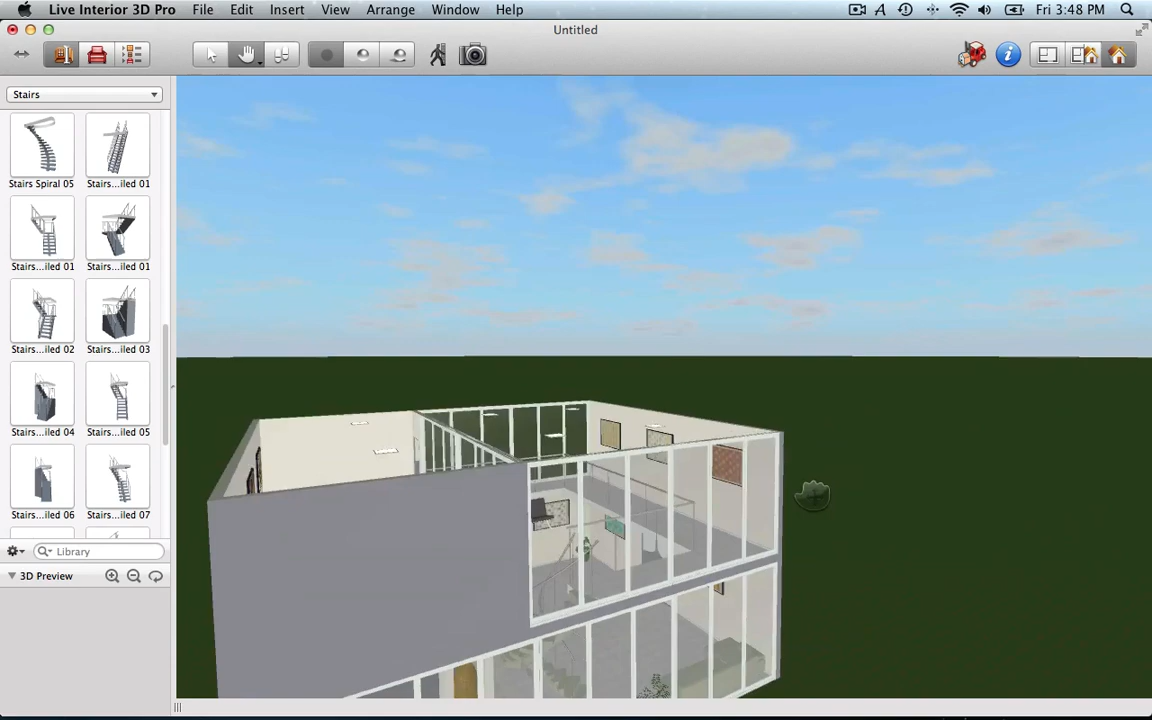 Live Interior 3D Pro File Edit Insert View Arrange Window Help Fri 3:48 PM
Untitled
Stairs
Stairs Spiral 05 Stairs...iled 01
Stairs...iled 01 Stairs...iled 01
Stairs...iled 02 Stairs...iled 03
Stairs...iled 04 Stairs...iled 05
Stairs...iled 06 Stairs...iled 07
Library
3D Preview